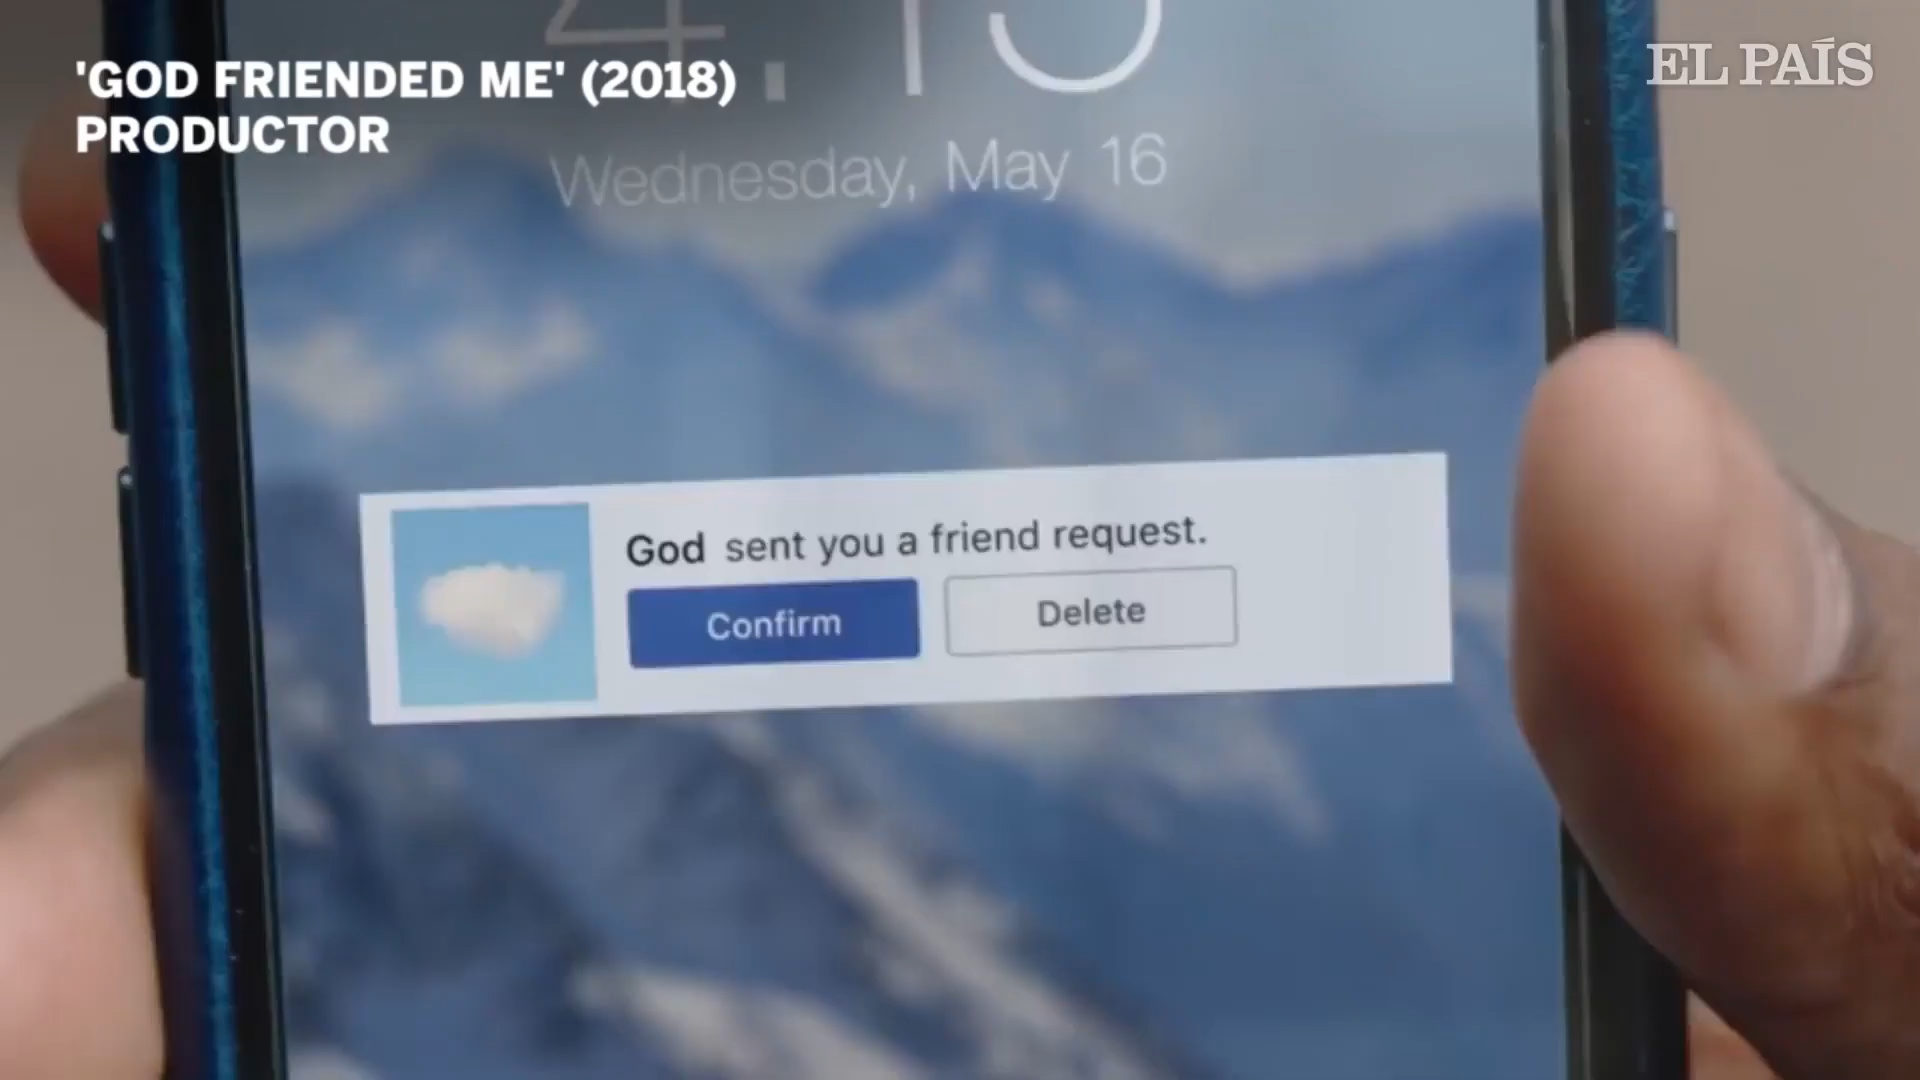 'GOD FRIENDED ME' (2018)
PRODUCTOR
EL PAÍS
Wednesday, May 16
God sent you a friend request.
Confirm
Delete